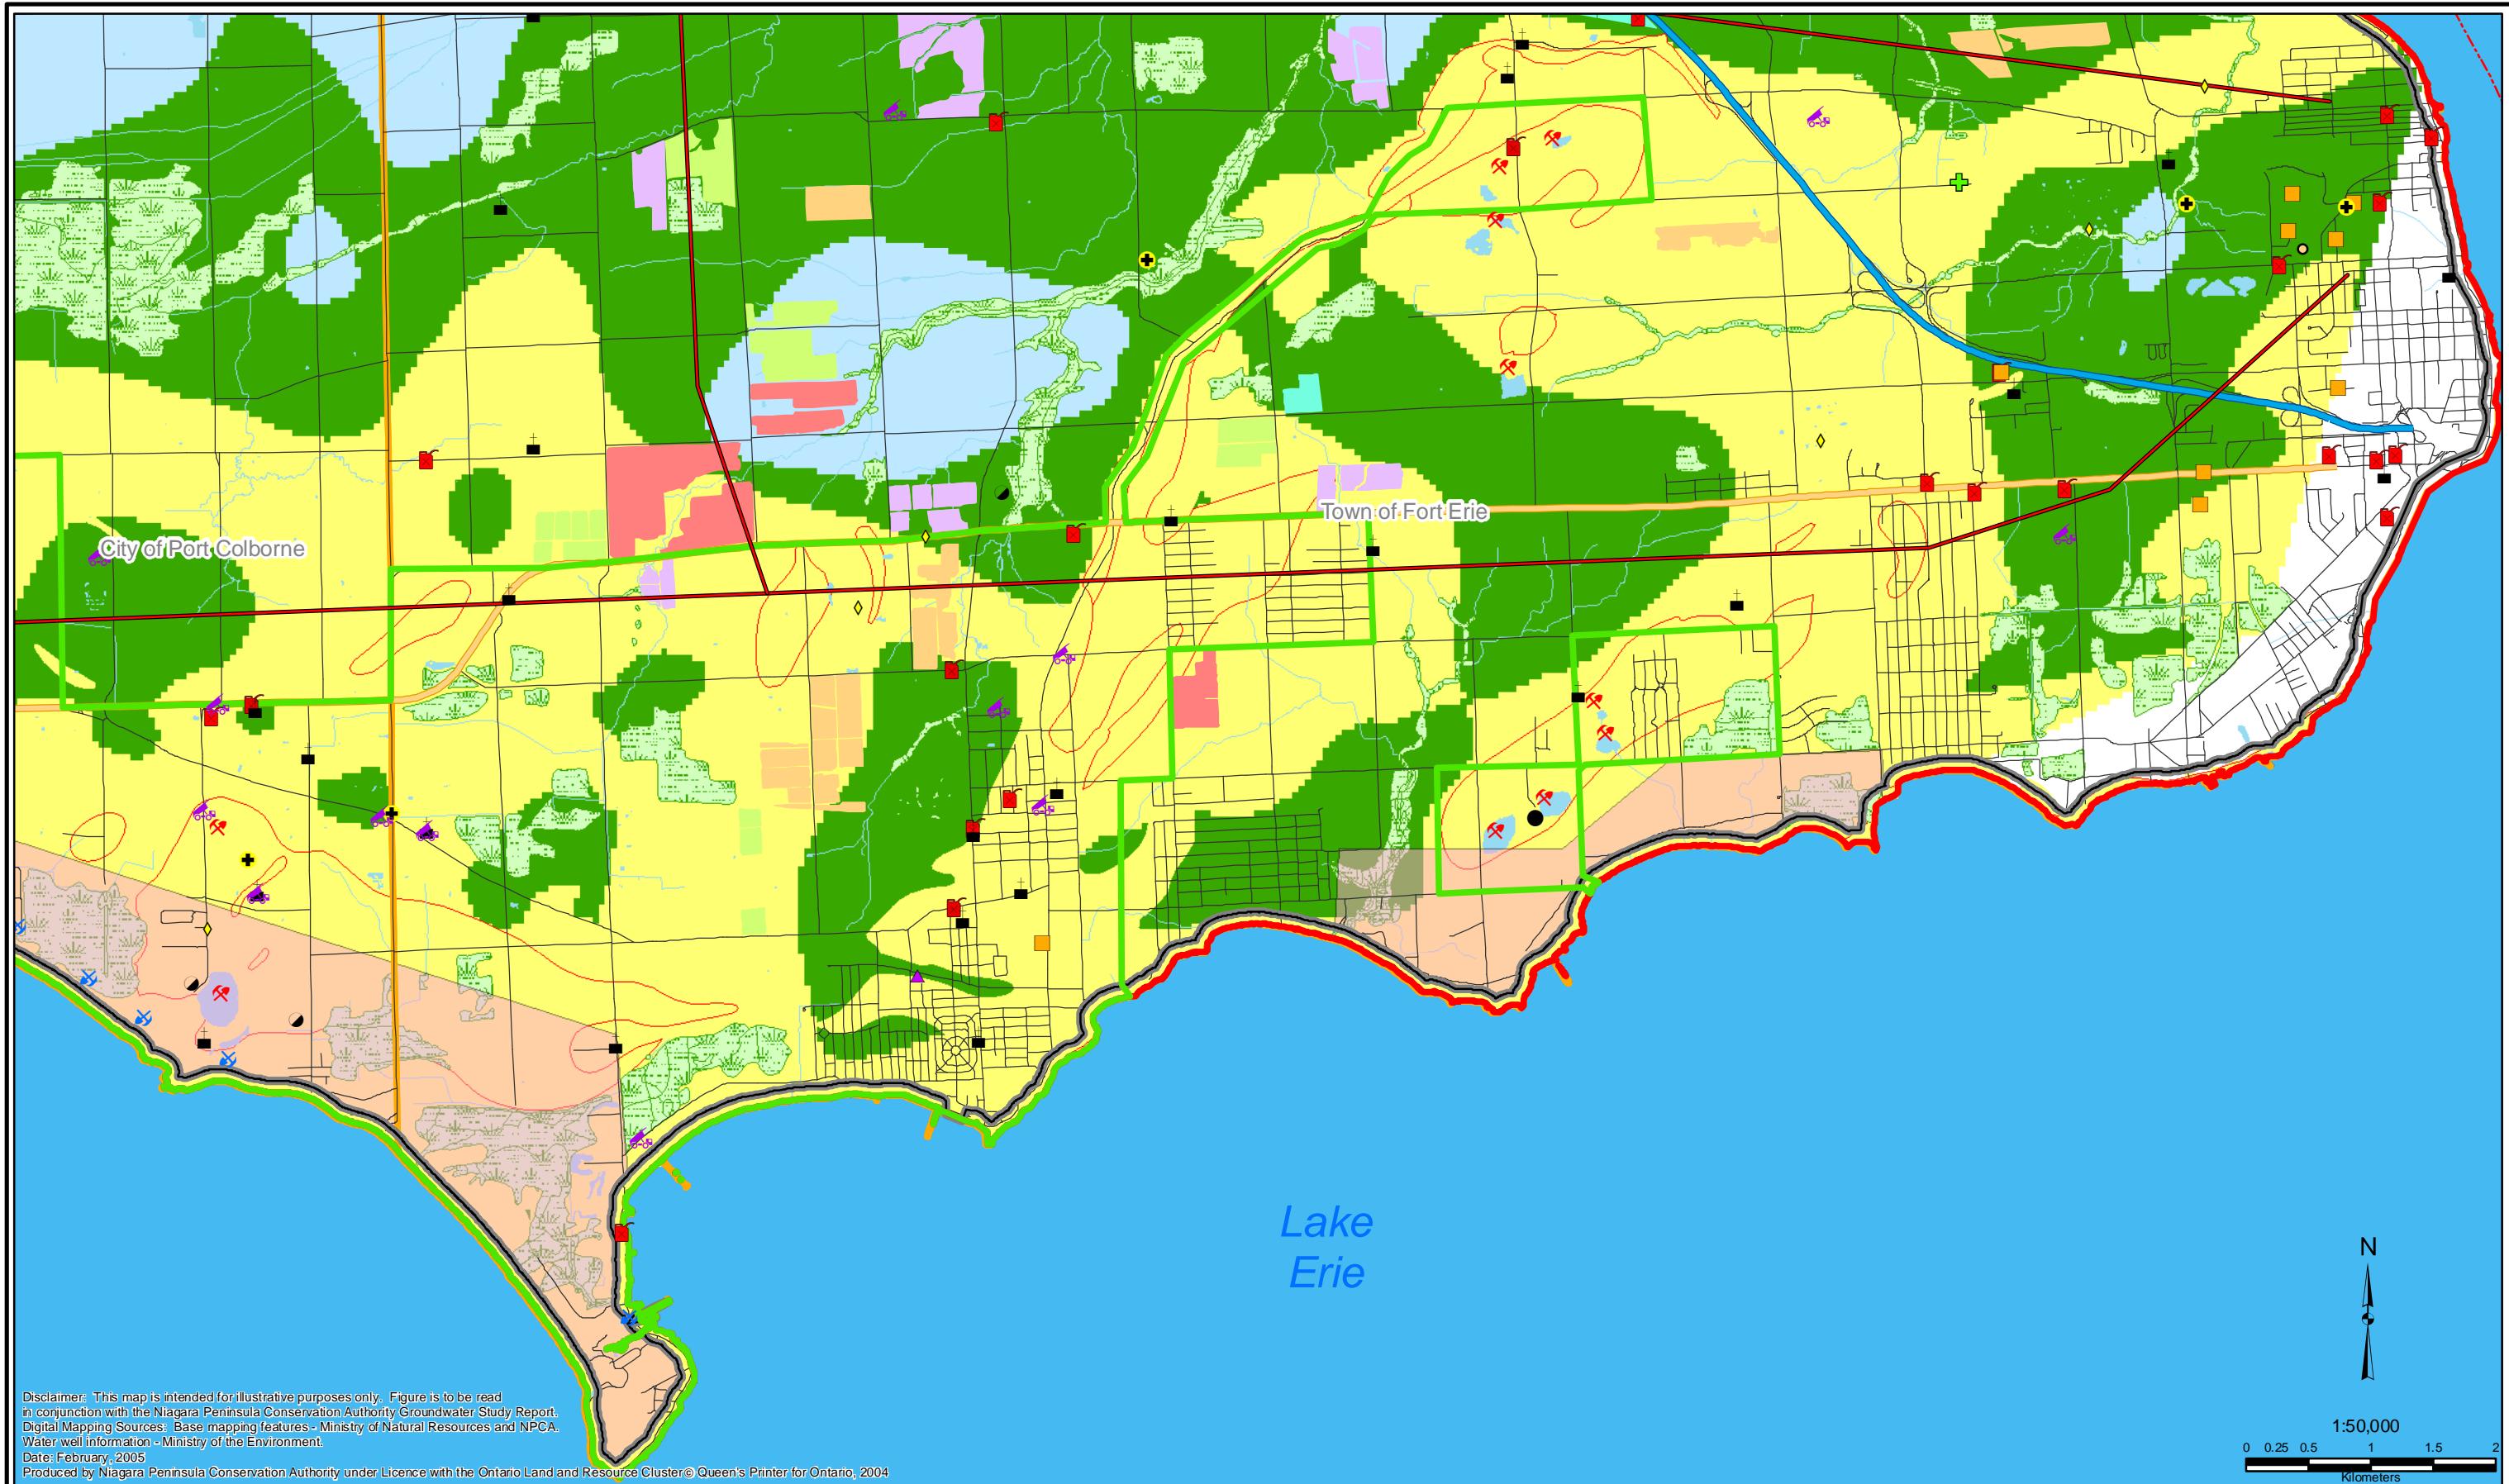 City of Port Colborne
Town of Fort Erie
Lake
Erie
N
1:50,000
0 0.25 0.5 1 1.5 2
Kilometers
Disclaimer: This map is intended for illustrative purposes only. Figure is to be read
in conjunction with the Niagara Peninsula Conservation Authority Groundwater Study Report.
Digital Mapping Sources: Base mapping features - Ministry of Natural Resources and NPCA.
Water well information - Ministry of the Environment.
Date: February, 2005
Produced by Niagara Peninsula Conservation Authority under Licence with the Ontario Land and Resource Cluster © Queen's Printer for Ontario, 2004